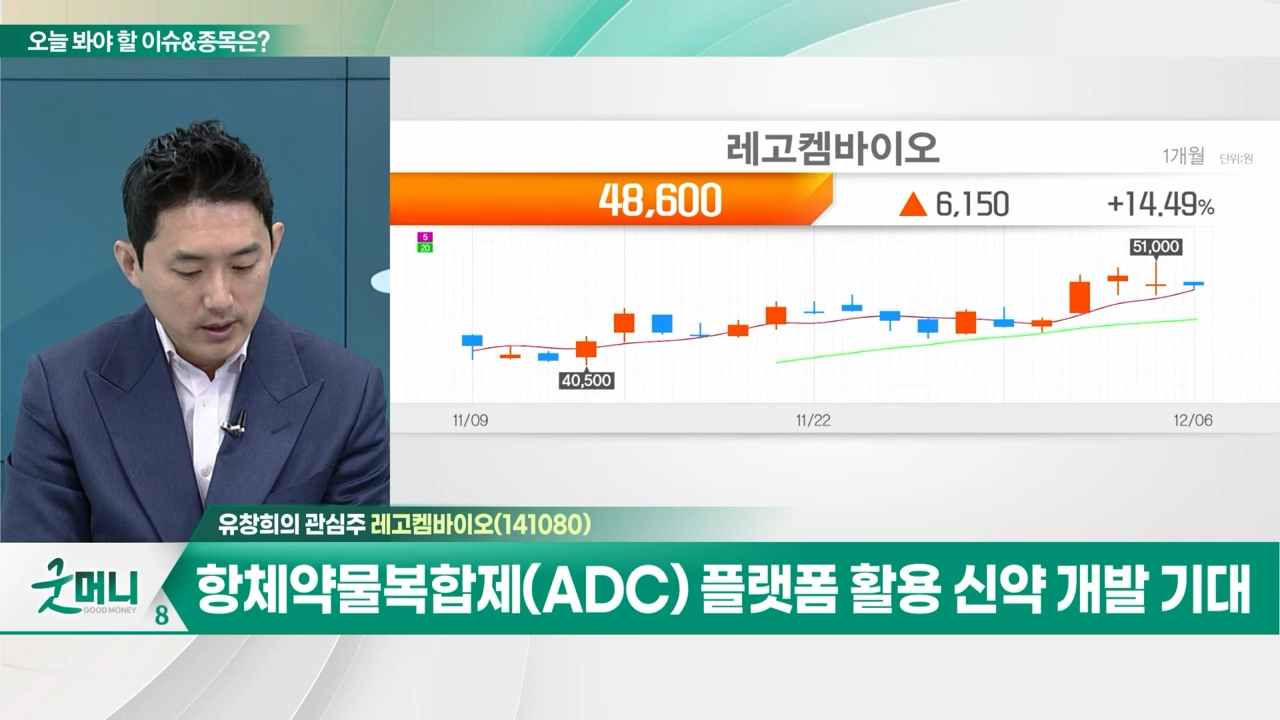 오늘 봐야 할 이슈&종목은?
레고켐바이오
1개월 단위:원
48,600 ▲ 6,150 +14.49%
5
20
51,000
40,500
11/09 11/22 12/06
유창희의 관심주 레고켐바이오(141080)
굿머니
GOOD MONEY
8
항체약물복합제(ADC) 플랫폼 활용 신약 개발 기대